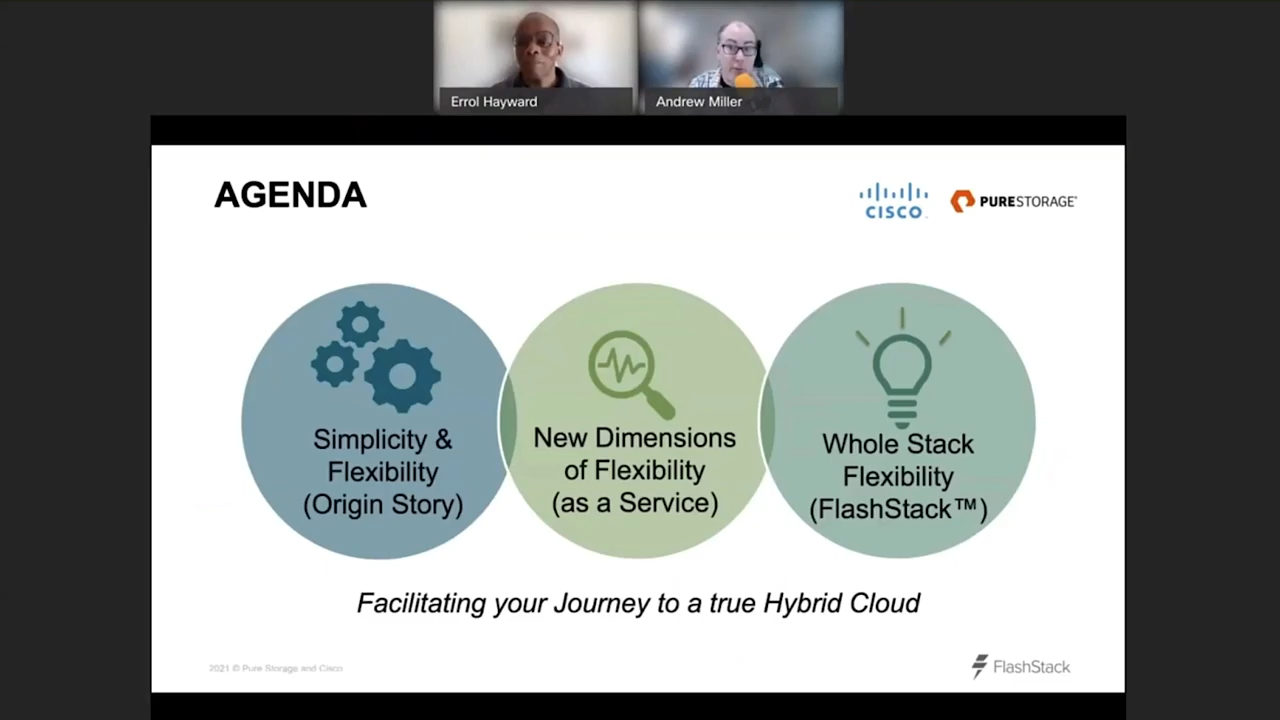 Errol Hayward
Andrew Miller
AGENDA
CISCO
PURESTORAGE
Simplicity &
Flexibility
(Origin Story)
New Dimensions
of Flexibility
(as a Service)
Whole Stack
Flexibility
(FlashStack™)
Facilitating your Journey to a true Hybrid Cloud
2021 © Pure Storage and Cisco
FlashStack